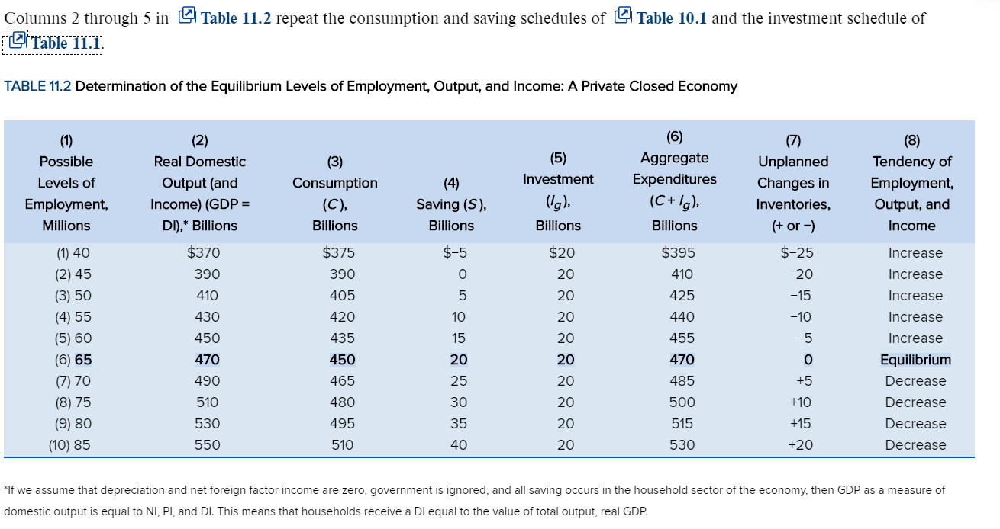 Columns 2 through 5 in Table 11.2 repeat the consumption and saving schedules of Table 10.1 and the investment schedule of
Table 11.1.
TABLE 11.2 Determination of the Equilibrium Levels of Employment, Output, and Income: A Private Closed Economy
(1) Possible Levels of Employment, Millions
(2) Real Domestic Output (and Income) (GDP = DI),* Billions
(3) Consumption (C), Billions
(4) Saving (S), Billions
(5) Investment (Ig), Billions
(6) Aggregate Expenditures (C+ Ig), Billions
(7) Unplanned Changes in Inventories, (+ or −)
(8) Tendency of Employment, Output, and Income
(1) 40 $370 $375 $−5 $20 $395 $−25 Increase
(2) 45 390 390 0 20 410 −20 Increase
(3) 50 410 405 5 20 425 −15 Increase
(4) 55 430 420 10 20 440 −10 Increase
(5) 60 450 435 15 20 455 −5 Increase
(6) 65 470 450 20 20 470 0 Equilibrium
(7) 70 490 465 25 20 485 +5 Decrease
(8) 75 510 480 30 20 500 +10 Decrease
(9) 80 530 495 35 20 515 +15 Decrease
(10) 85 550 510 40 20 530 +20 Decrease
*If we assume that depreciation and net foreign factor income are zero, government is ignored, and all saving occurs in the household sector of the economy, then GDP as a measure of
domestic output is equal to NI, PI, and DI. This means that households receive a DI equal to the value of total output, real GDP.